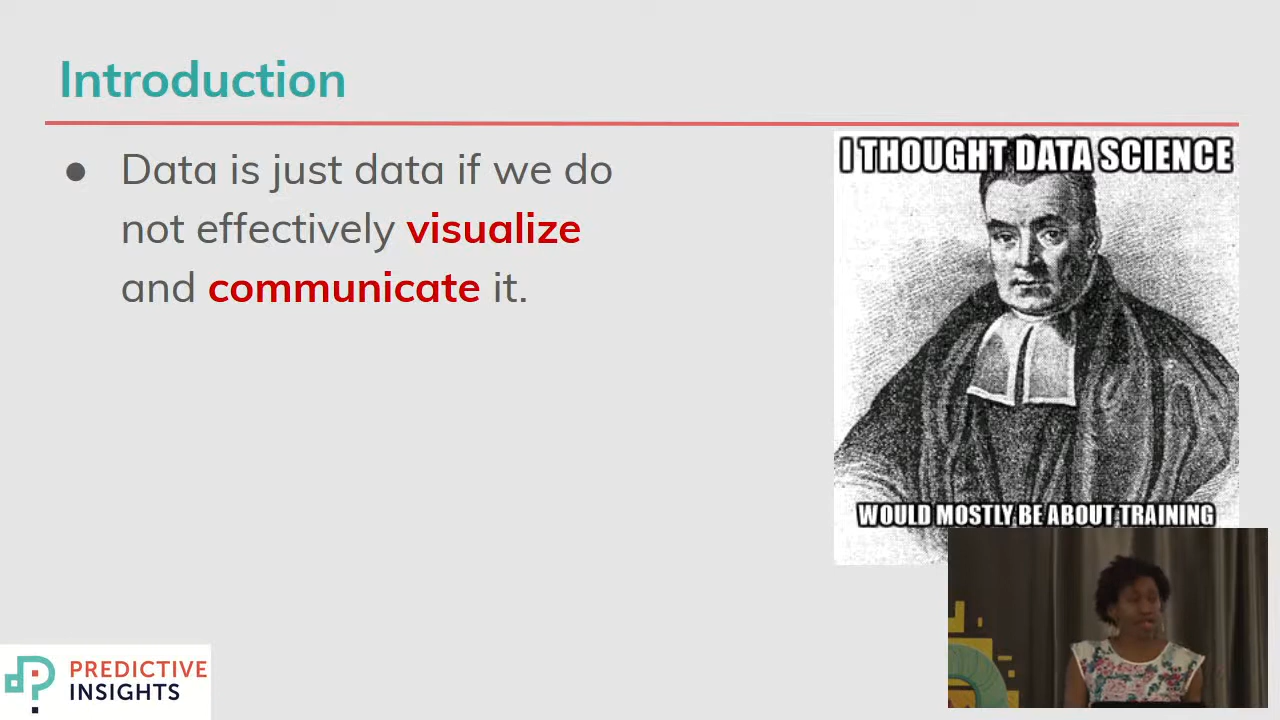 Introduction
● Data is just data if we do
not effectively visualize
and communicate it.
I THOUGHT DATA SCIENCE
WOULD MOSTLY BE ABOUT TRAINING
PREDICTIVE
INSIGHTS